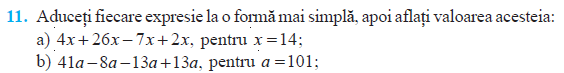 11. Aduceți fiecare expresie la o formă mai simplă, apoi aflați valoarea acesteia:
a) 4x+26x−7x+2x, pentru x=14;
b) 41a−8a−13a+13a, pentru a=101;